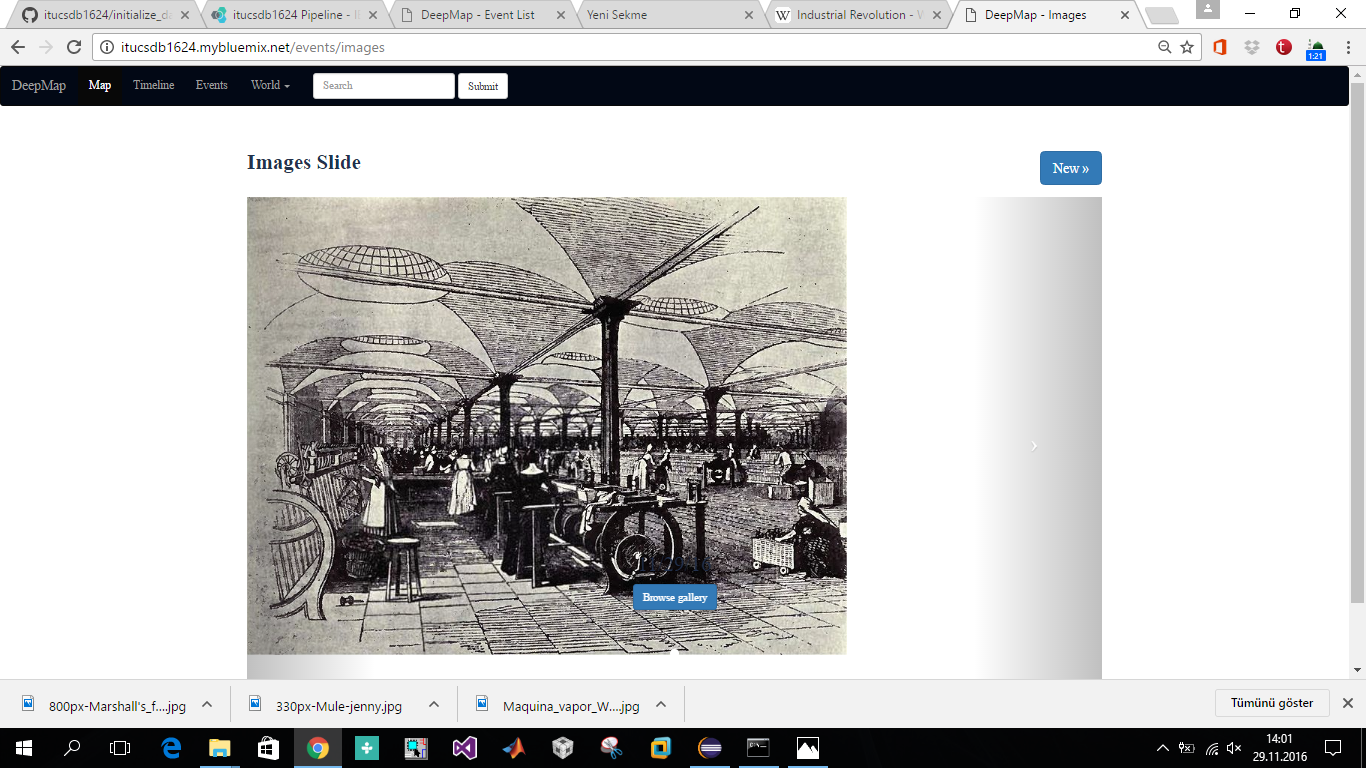 itucsdb1624/initialize_da
itucsdb1624 Pipeline - I
DeepMap - Event List
Yeni Sekme
Industrial Revolution - W
DeepMap - Images
itucsdb1624.mybluemix.net/events/images
1:21
DeepMap Map Timeline Events World Search Submit
Images Slide
New »
Browse gallery
800px-Marshall's_f....jpg
330px-Mule-jenny.jpg
Maquina_vapor_W....jpg
Tümünü göster
14:01
29.11.2016